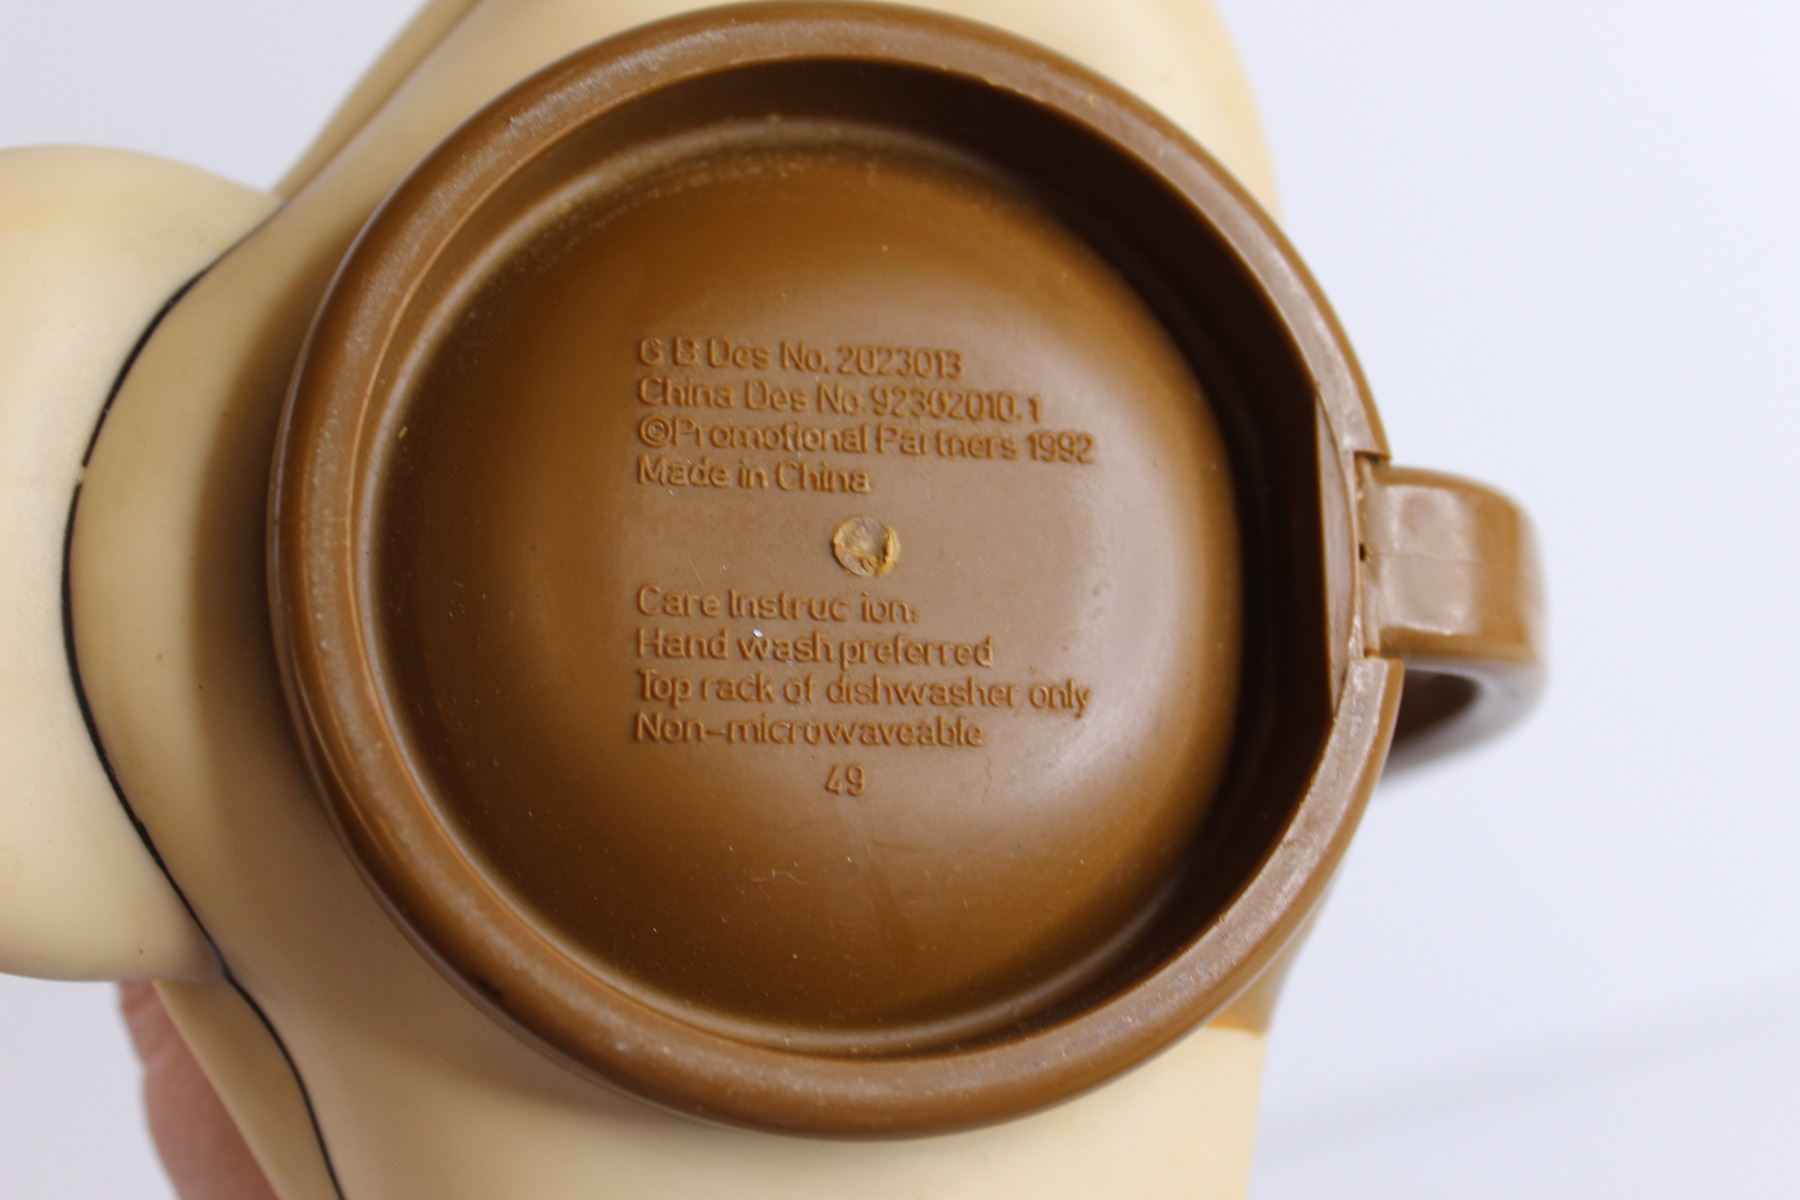 G B Des No. 2023013
China Des No. 92302010.1
©Promotional Partners 1992
Made in China
Care Instruc ion:
Hand wash preferred
Top rack of dishwasher only
Non-microwaveable
49